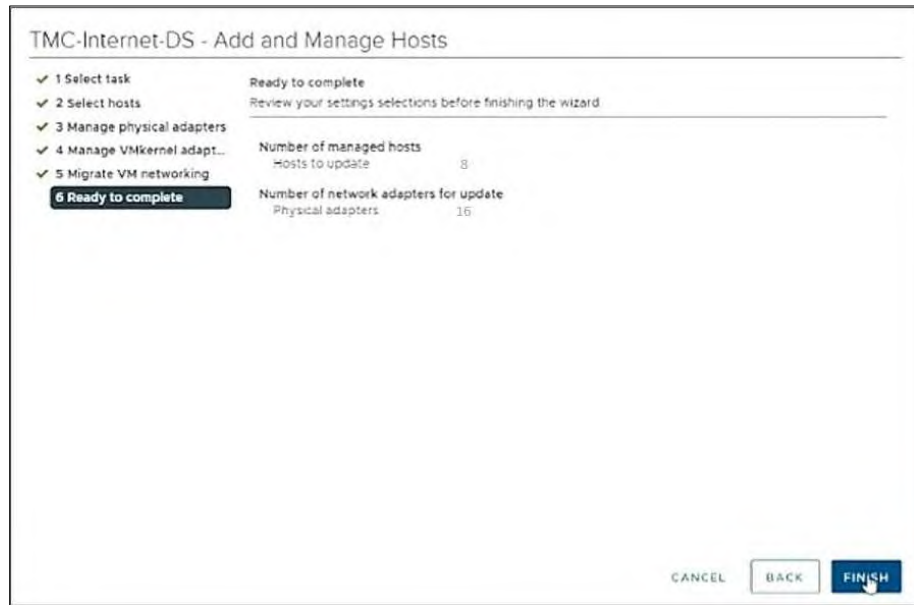 TMC-Internet-DS - Add and Manage Hosts
1 Select task
2 Select hosts
3 Manage physical adapters
4 Manage VMkernel adapt...
5 Migrate VM networking
6 Ready to complete
Ready to complete
Review your settings selections before finishing the wizard.
Number of managed hosts
Hosts to update 8
Number of network adapters for update
Physical adapters 16
CANCEL BACK FINISH